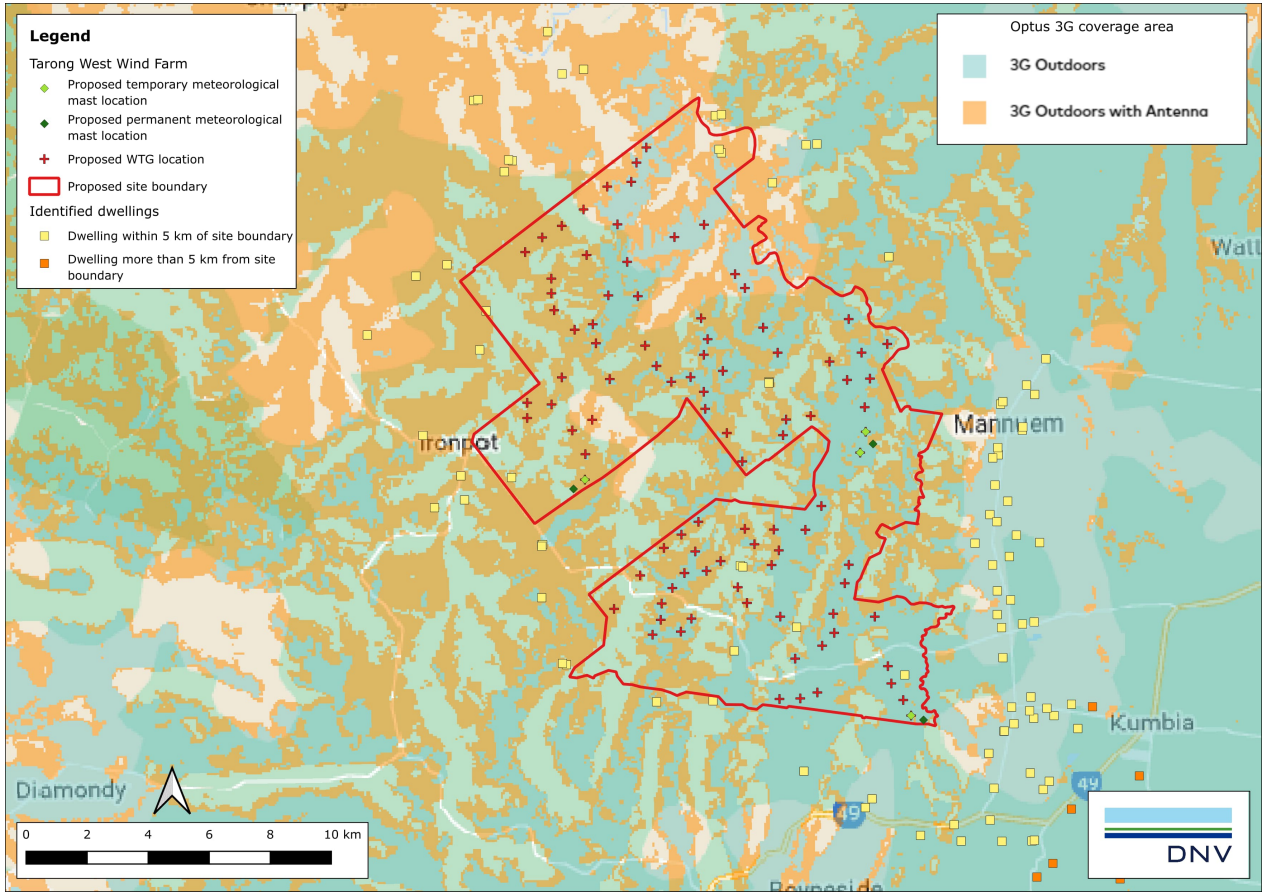 Legend
Tarong West Wind Farm
Proposed temporary meteorological
mast location
Proposed permanent meteorological
mast location
Proposed WTG location
Proposed site boundary
Identified dwellings
Dwelling within 5 km of site boundary
Dwelling more than 5 km from site
boundary
Optus 3G coverage area
3G Outdoors
3G Outdoors with Antenna
Mannuem
Ironpot
Kumbia
Diamondy
49
49
Boyneside
0 2 4 6 8 10 km
DNV